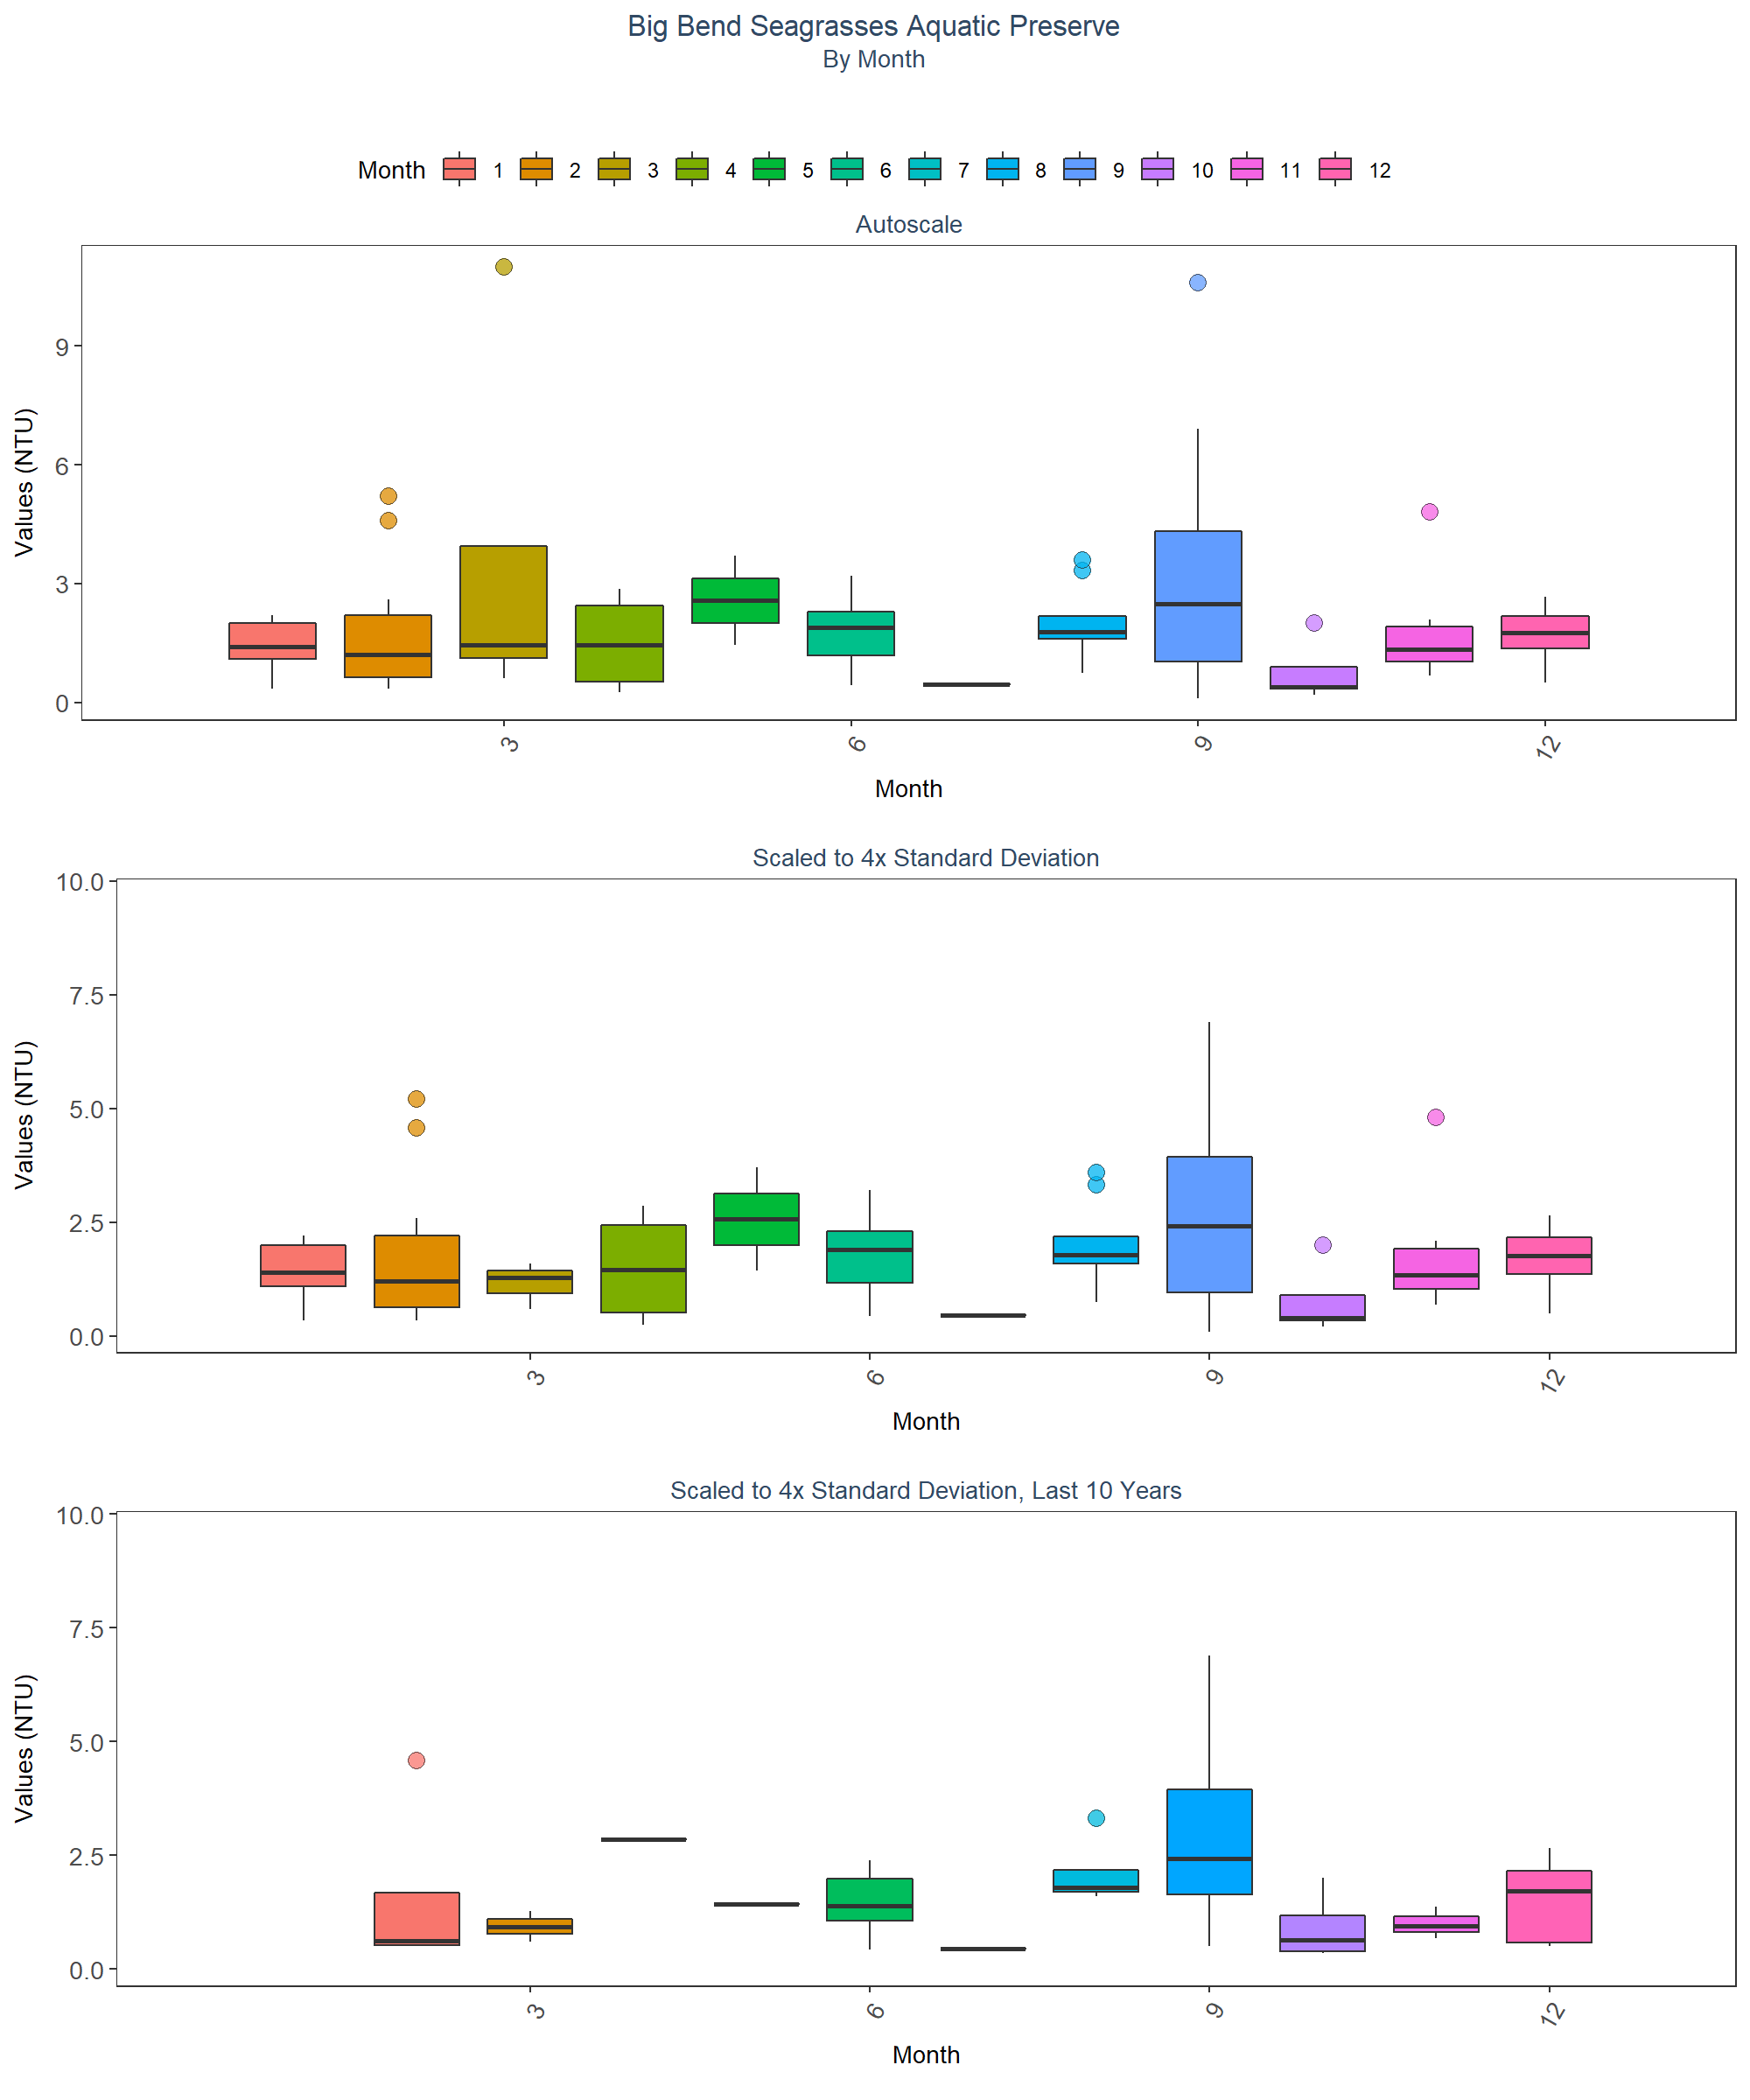 Big Bend Seagrasses Aquatic Preserve
By Month
Month 1 2 3 4 5 6 7 8 9 10 11 12
Autoscale
Values (NTU)
9
6
3
0
3 6 9 12
Month
Scaled to 4x Standard Deviation
Values (NTU)
10.0
7.5
5.0
2.5
0.0
3 6 9 12
Month
Scaled to 4x Standard Deviation, Last 10 Years
Values (NTU)
10.0
7.5
5.0
2.5
0.0
3 6 9 12
Month